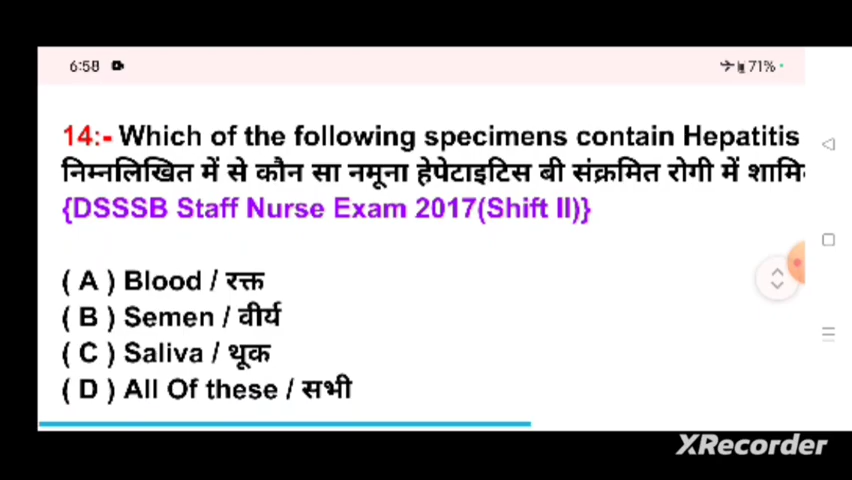 6:58
71%
14:- Which of the following specimens contain Hepatitis
निम्नलिखित में से कौन सा नमूना हेपेटाइटिस बी संक्रमित रोगी में
{DSSSB Staff Nurse Exam 2017(Shift II)}
( A ) Blood / रक्त
( B ) Semen / वीर्य
( C ) Saliva / थूक
( D ) All Of these / सभी
XRecorder